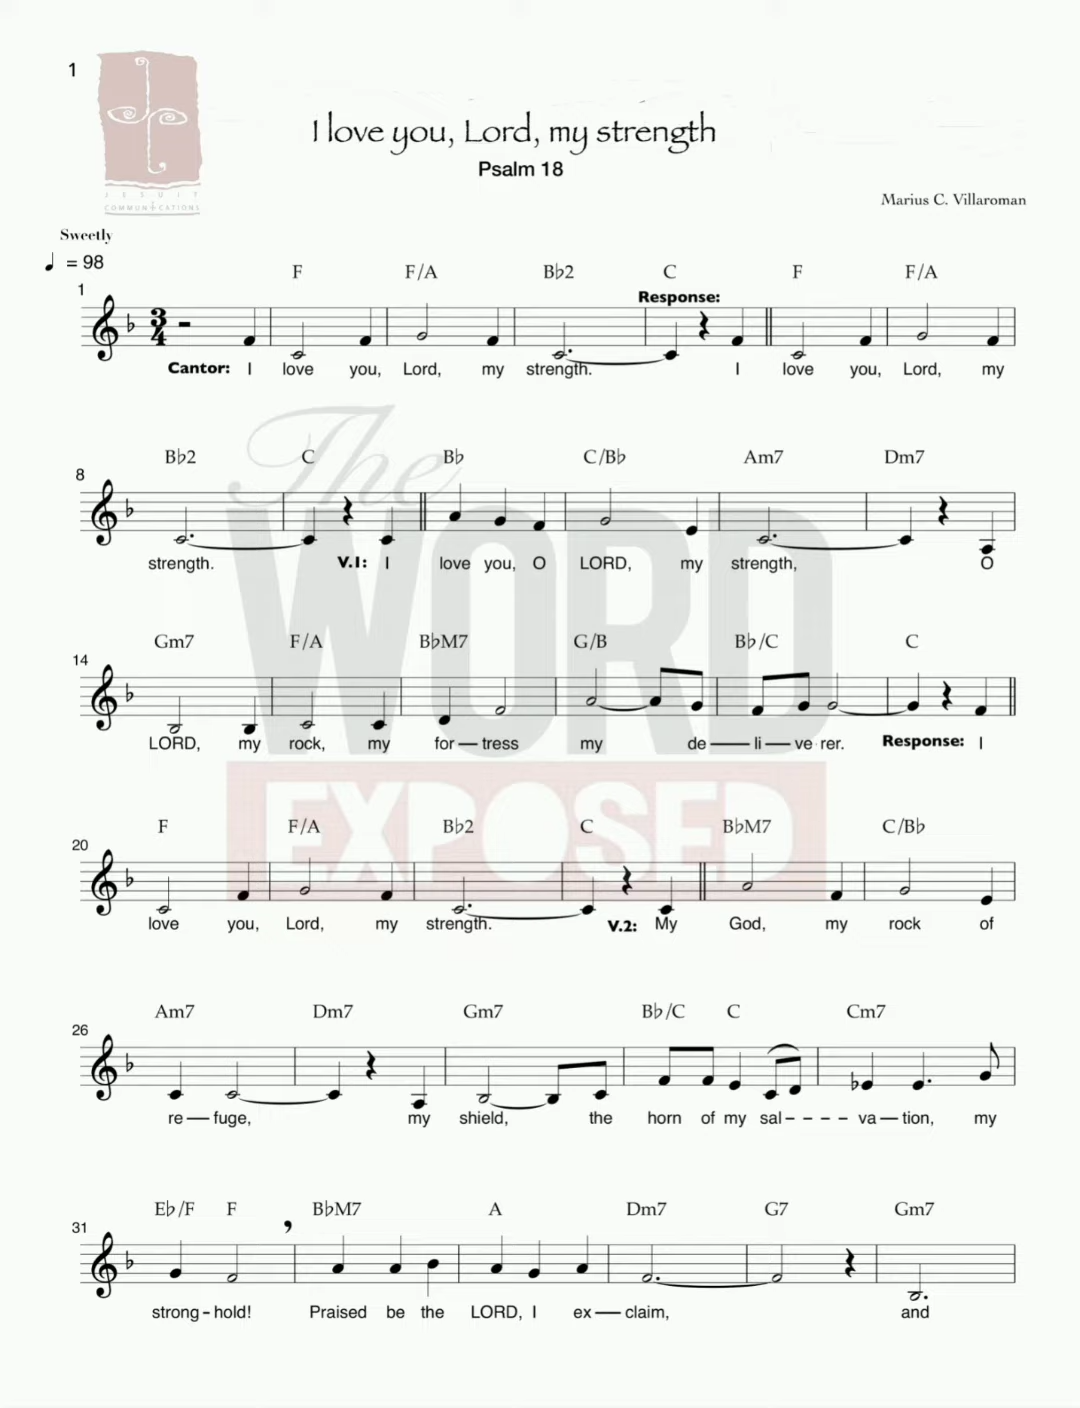 1
JESUIT
COMMUNICATIONS
I love you, Lord, my strength
Psalm 18
Marius C. Villaroman
Sweetly
♩ = 98
F F/A B♭2 C F F/A
1
Response:
3
4
Cantor: I love you, Lord, my strength. I love you, Lord, my
B♭2 C B♭ C/B♭ Am7 Dm7
8
strength. V.1: I love you, O LORD, my strength, O
Gm7 F/A B♭M7 G/B B♭/C C
14
LORD, my rock, my for—tress my de—li—ve rer. Response: I
F F/A B♭2 C B♭M7 C/B♭
20
love you, Lord, my strength. V.2: My God, my rock of
Am7 Dm7 Gm7 B♭/C C Cm7
26
re—fuge, my shield, the horn of my sal-----va—tion, my
E♭/F F B♭M7 A Dm7 G7 Gm7
31
strong-hold! Praised be the LORD, I ex—claim, and
The
WORD
EXPOSED